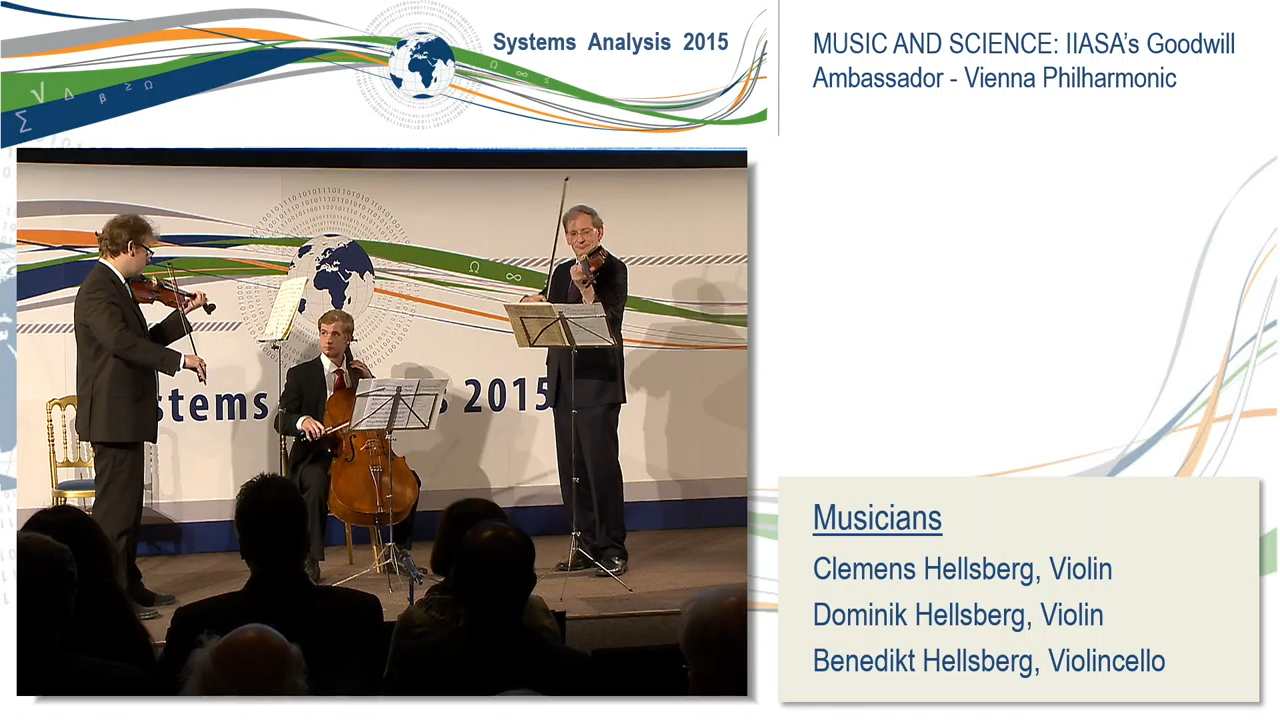 Systems Analysis 2015
MUSIC AND SCIENCE: IIASA's Goodwill
Ambassador - Vienna Philharmonic
stems s 2015
Musicians
Clemens Hellsberg, Violin
Dominik Hellsberg, Violin
Benedikt Hellsberg, Violincello